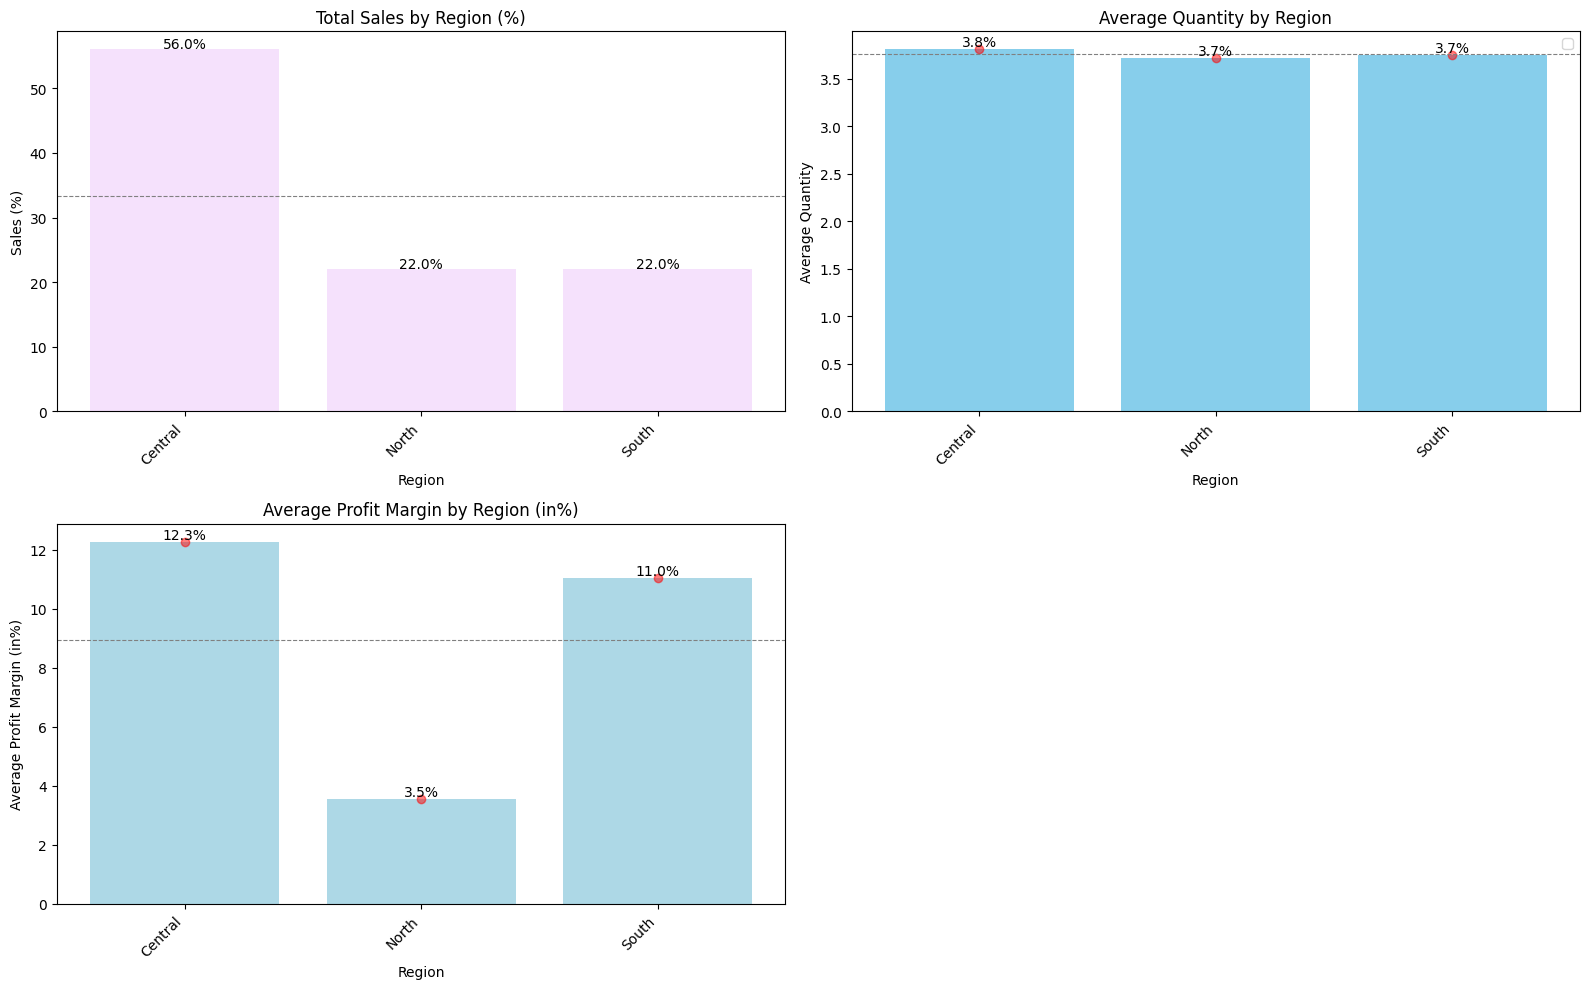 Total Sales by Region (%)
56.0%
50
40
30
20
10
0
22.0%
22.0%
Sales (%)
Central
North
South
Region
Average Quantity by Region
3.8%
3.7%
3.7%
3.5
3.0
2.5
2.0
1.5
1.0
0.5
0.0
Average Quantity
Central
North
South
Region
Average Profit Margin by Region (in%)
12.3%
11.0%
3.5%
12
10
8
6
4
2
0
Average Profit Margin (in%)
Central
North
South
Region